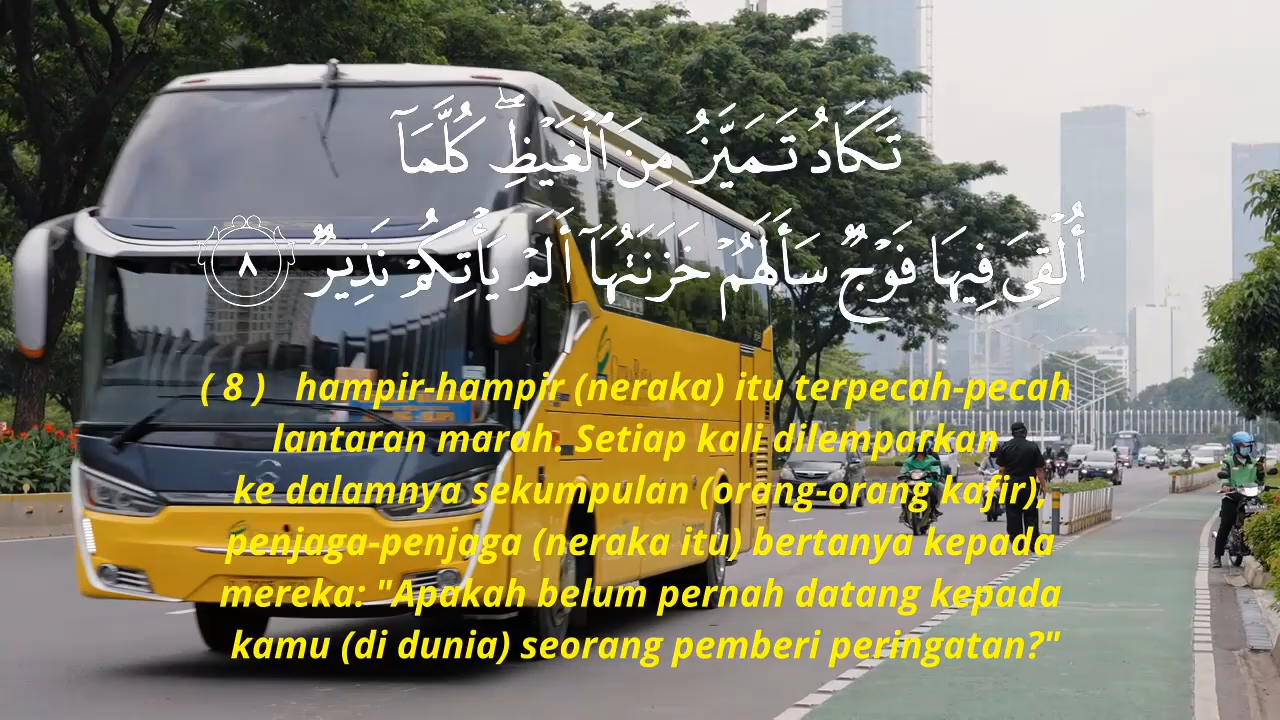 تَكَادُ تَمَيَّزُ مِنَ ٱلۡغَيۡظِۖ كُلَّمَآ
أُلۡقِيَ فِيهَا فَوۡجٞ سَأَلَهُمۡ خَزَنَتُهَآ أَلَمۡ يَأۡتِكُمۡ نَذِيرٞ ٨
( 8 ) hampir-hampir (neraka) itu terpecah-pecah
lantaran marah. Setiap kali dilemparkan
ke dalamnya sekumpulan (orang-orang kafir),
penjaga-penjaga (neraka itu) bertanya kepada
mereka: "Apakah belum pernah datang kepada
kamu (di dunia) seorang pemberi peringatan?"